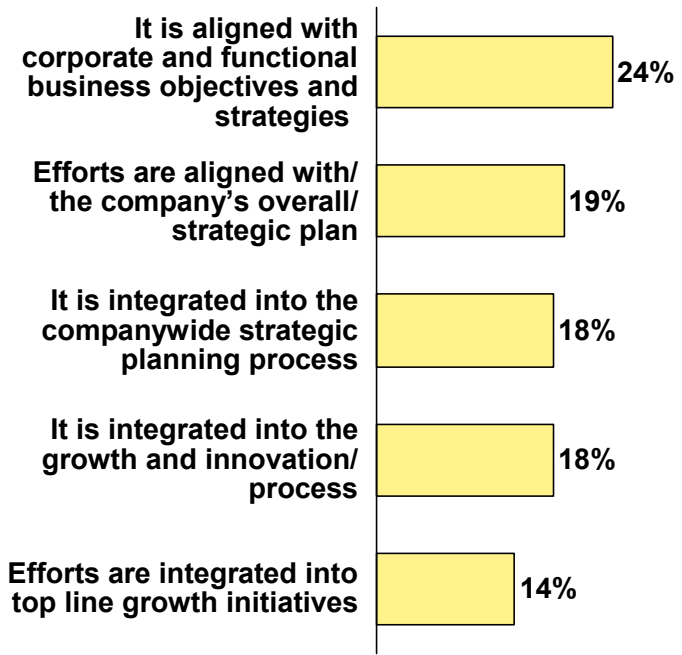 It is aligned with
corporate and functional
business objectives and
strategies
24%
Efforts are aligned with/
the company’s overall/
strategic plan
19%
It is integrated into the
companywide strategic
planning process
18%
It is integrated into the
growth and innovation/
process
18%
Efforts are integrated into
top line growth initiatives
14%